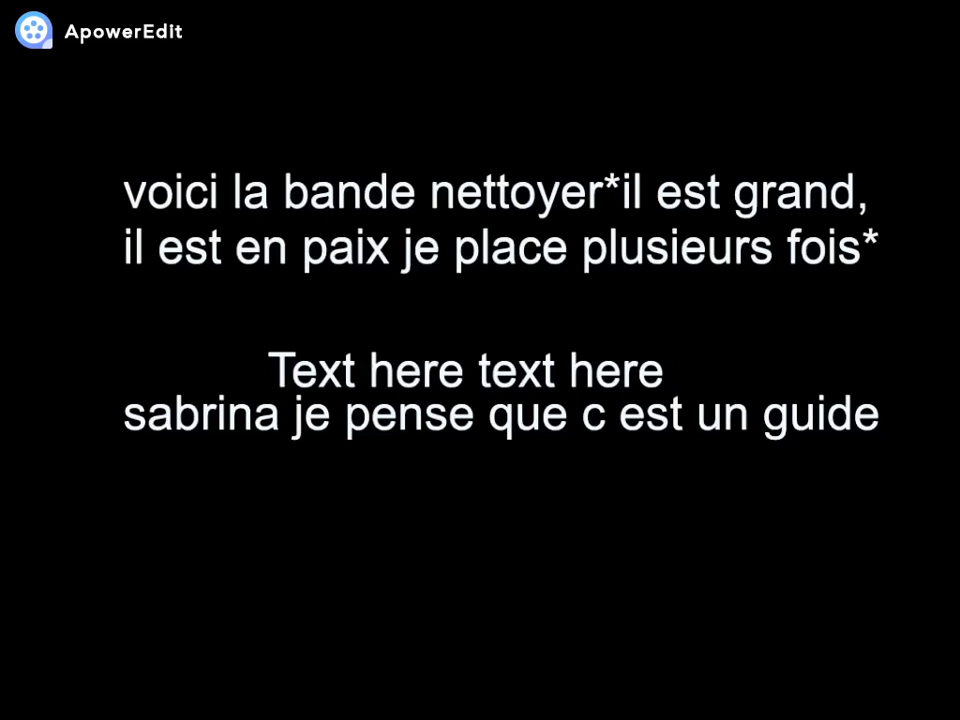 ApowerEdit
voici la bande nettoyer*il est grand,
il est en paix je place plusieurs fois*
Text here text here
sabrina je pense que c est un guide